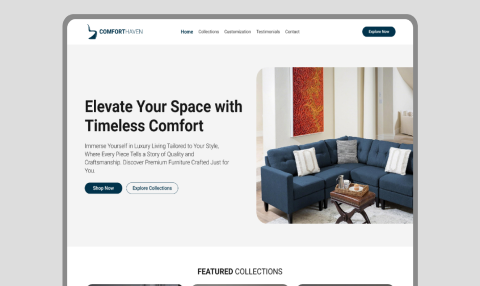 COMFORTHAVEN
Home Collections Customization Testimonials Contact
Explore Now
Elevate Your Space with
Timeless Comfort
Immerse Yourself in Luxury Living Tailored to Your Style,
Where Every Piece Tells a Story of Quality and
Craftsmanship. Discover Premium Furniture Crafted Just for
You.
Shop Now
Explore Collections
FEATURED COLLECTIONS